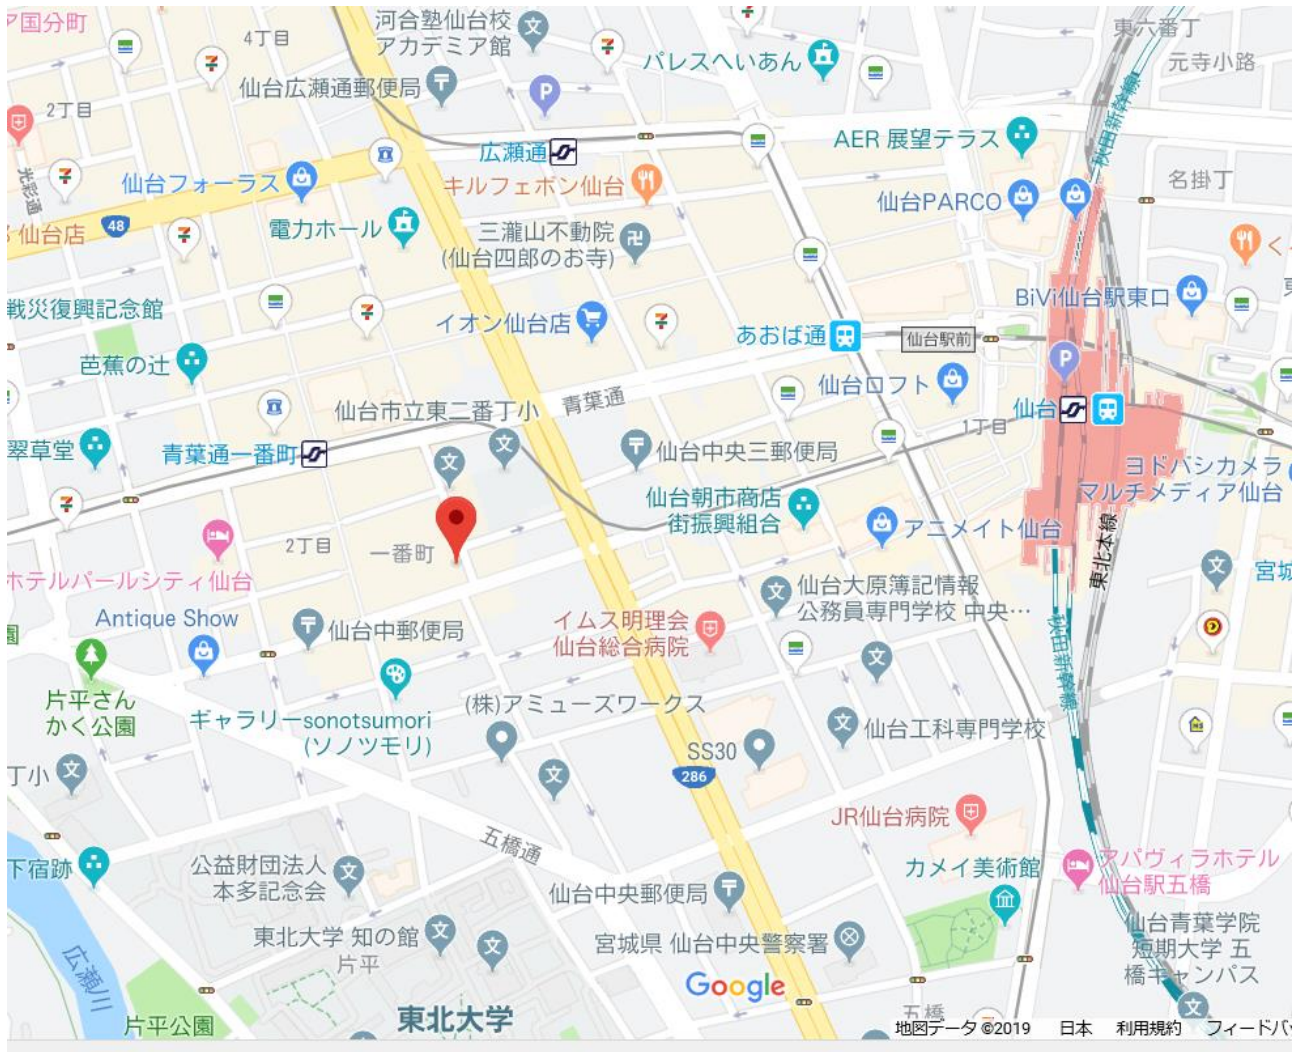 ア国分町
4丁目
河合塾仙台校
アカデミア館
東六番丁
元寺小路
パレスへいあん
仙台広瀬通郵便局
P
2丁目
広瀬通
AER 展望テラス
秋田新幹線
光彩通
仙台フォーラス
キルフェボン仙台
仙台PARCO
名掛丁
仙台店
48
電力ホール
三瀧山不動院
(仙台四郎のお寺)
く
戦災復興記念館
イオン仙台店
BiVi仙台駅東口
あおば通
仙台駅前
P
芭蕉の辻
仙台ロフト
青葉通
仙台市立東二番丁小
仙台
1丁目
翠草堂
青葉通一番町
仙台中央三郵便局
ヨドバシカメラ
マルチメディア仙台
仙台朝市商店
街振興組合
アニメイト仙台
2丁目
一番町
東北本線
ホテルパールシティ仙台
仙台大原簿記情報
公務員専門学校 中央…
宮城
Antique Show
仙台中郵便局
イムス明理会
仙台総合病院
秋田新幹線
園
片平さん
かく公園
ギャラリーsonotsumori
(ソノツモリ)
(株)アミューズワークス
仙台工科専門学校
SS30
286
丁小
JR仙台病院
五橋通
下宿跡
公益財団法人
本多記念会
カメイ美術館
アパヴィラホテル
仙台駅五橋
仙台中央郵便局
仙台青葉学院
短期大学 五
橋キャンパス
東北大学 知の館
片平
宮城県 仙台中央警察署
広瀬川
Google
片平公園
東北大学
五橋
地図データ ©2019 日本 利用規約 フィードバッ